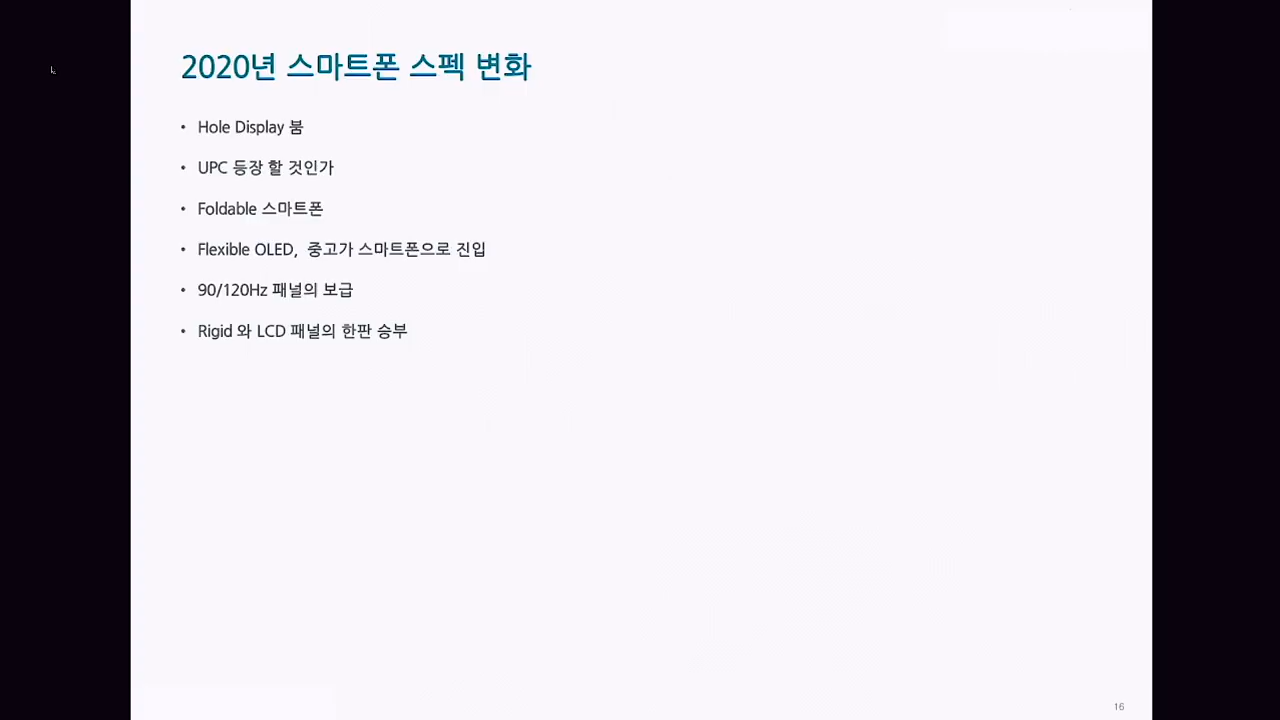 2020년 스마트폰 스펙 변화
• Hole Display 붐
• UPC 등장 할 것인가
• Foldable 스마트폰
• Flexible OLED, 중고가 스마트폰으로 진입
• 90/120Hz 패널의 보급
• Rigid 와 LCD 패널의 한판 승부
16